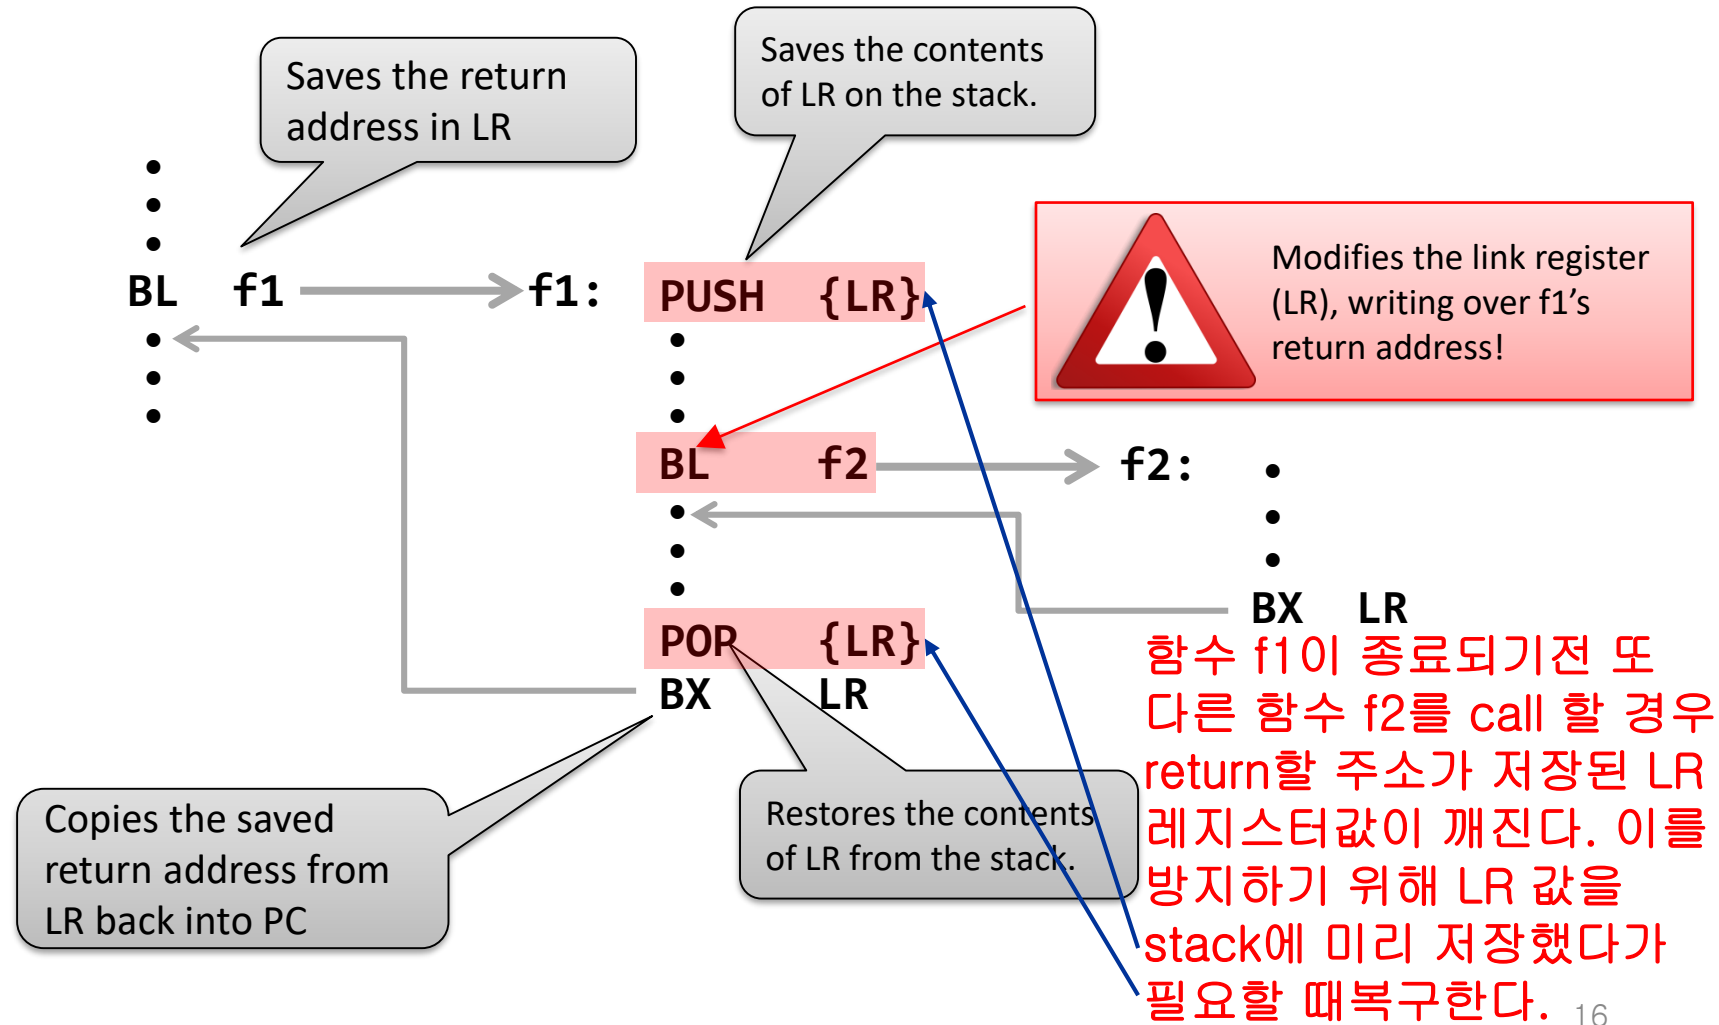 Saves the return
address in LR
Saves the contents
of LR on the stack.
Modifies the link register
(LR), writing over f1’s
return address!
BL f1
f1: PUSH {LR}
BL f2
f2:
BX LR
POP {LR}
BX LR
Copies the saved
return address from
LR back into PC
Restores the contents
of LR from the stack.
함수 f1이 종료되기전 또
다른 함수 f2를 call 할 경우
return할 주소가 저장된 LR
레지스터값이 깨진다. 이를
방지하기 위해 LR 값을
stack에 미리 저장했다가
필요할 때복구한다.
16